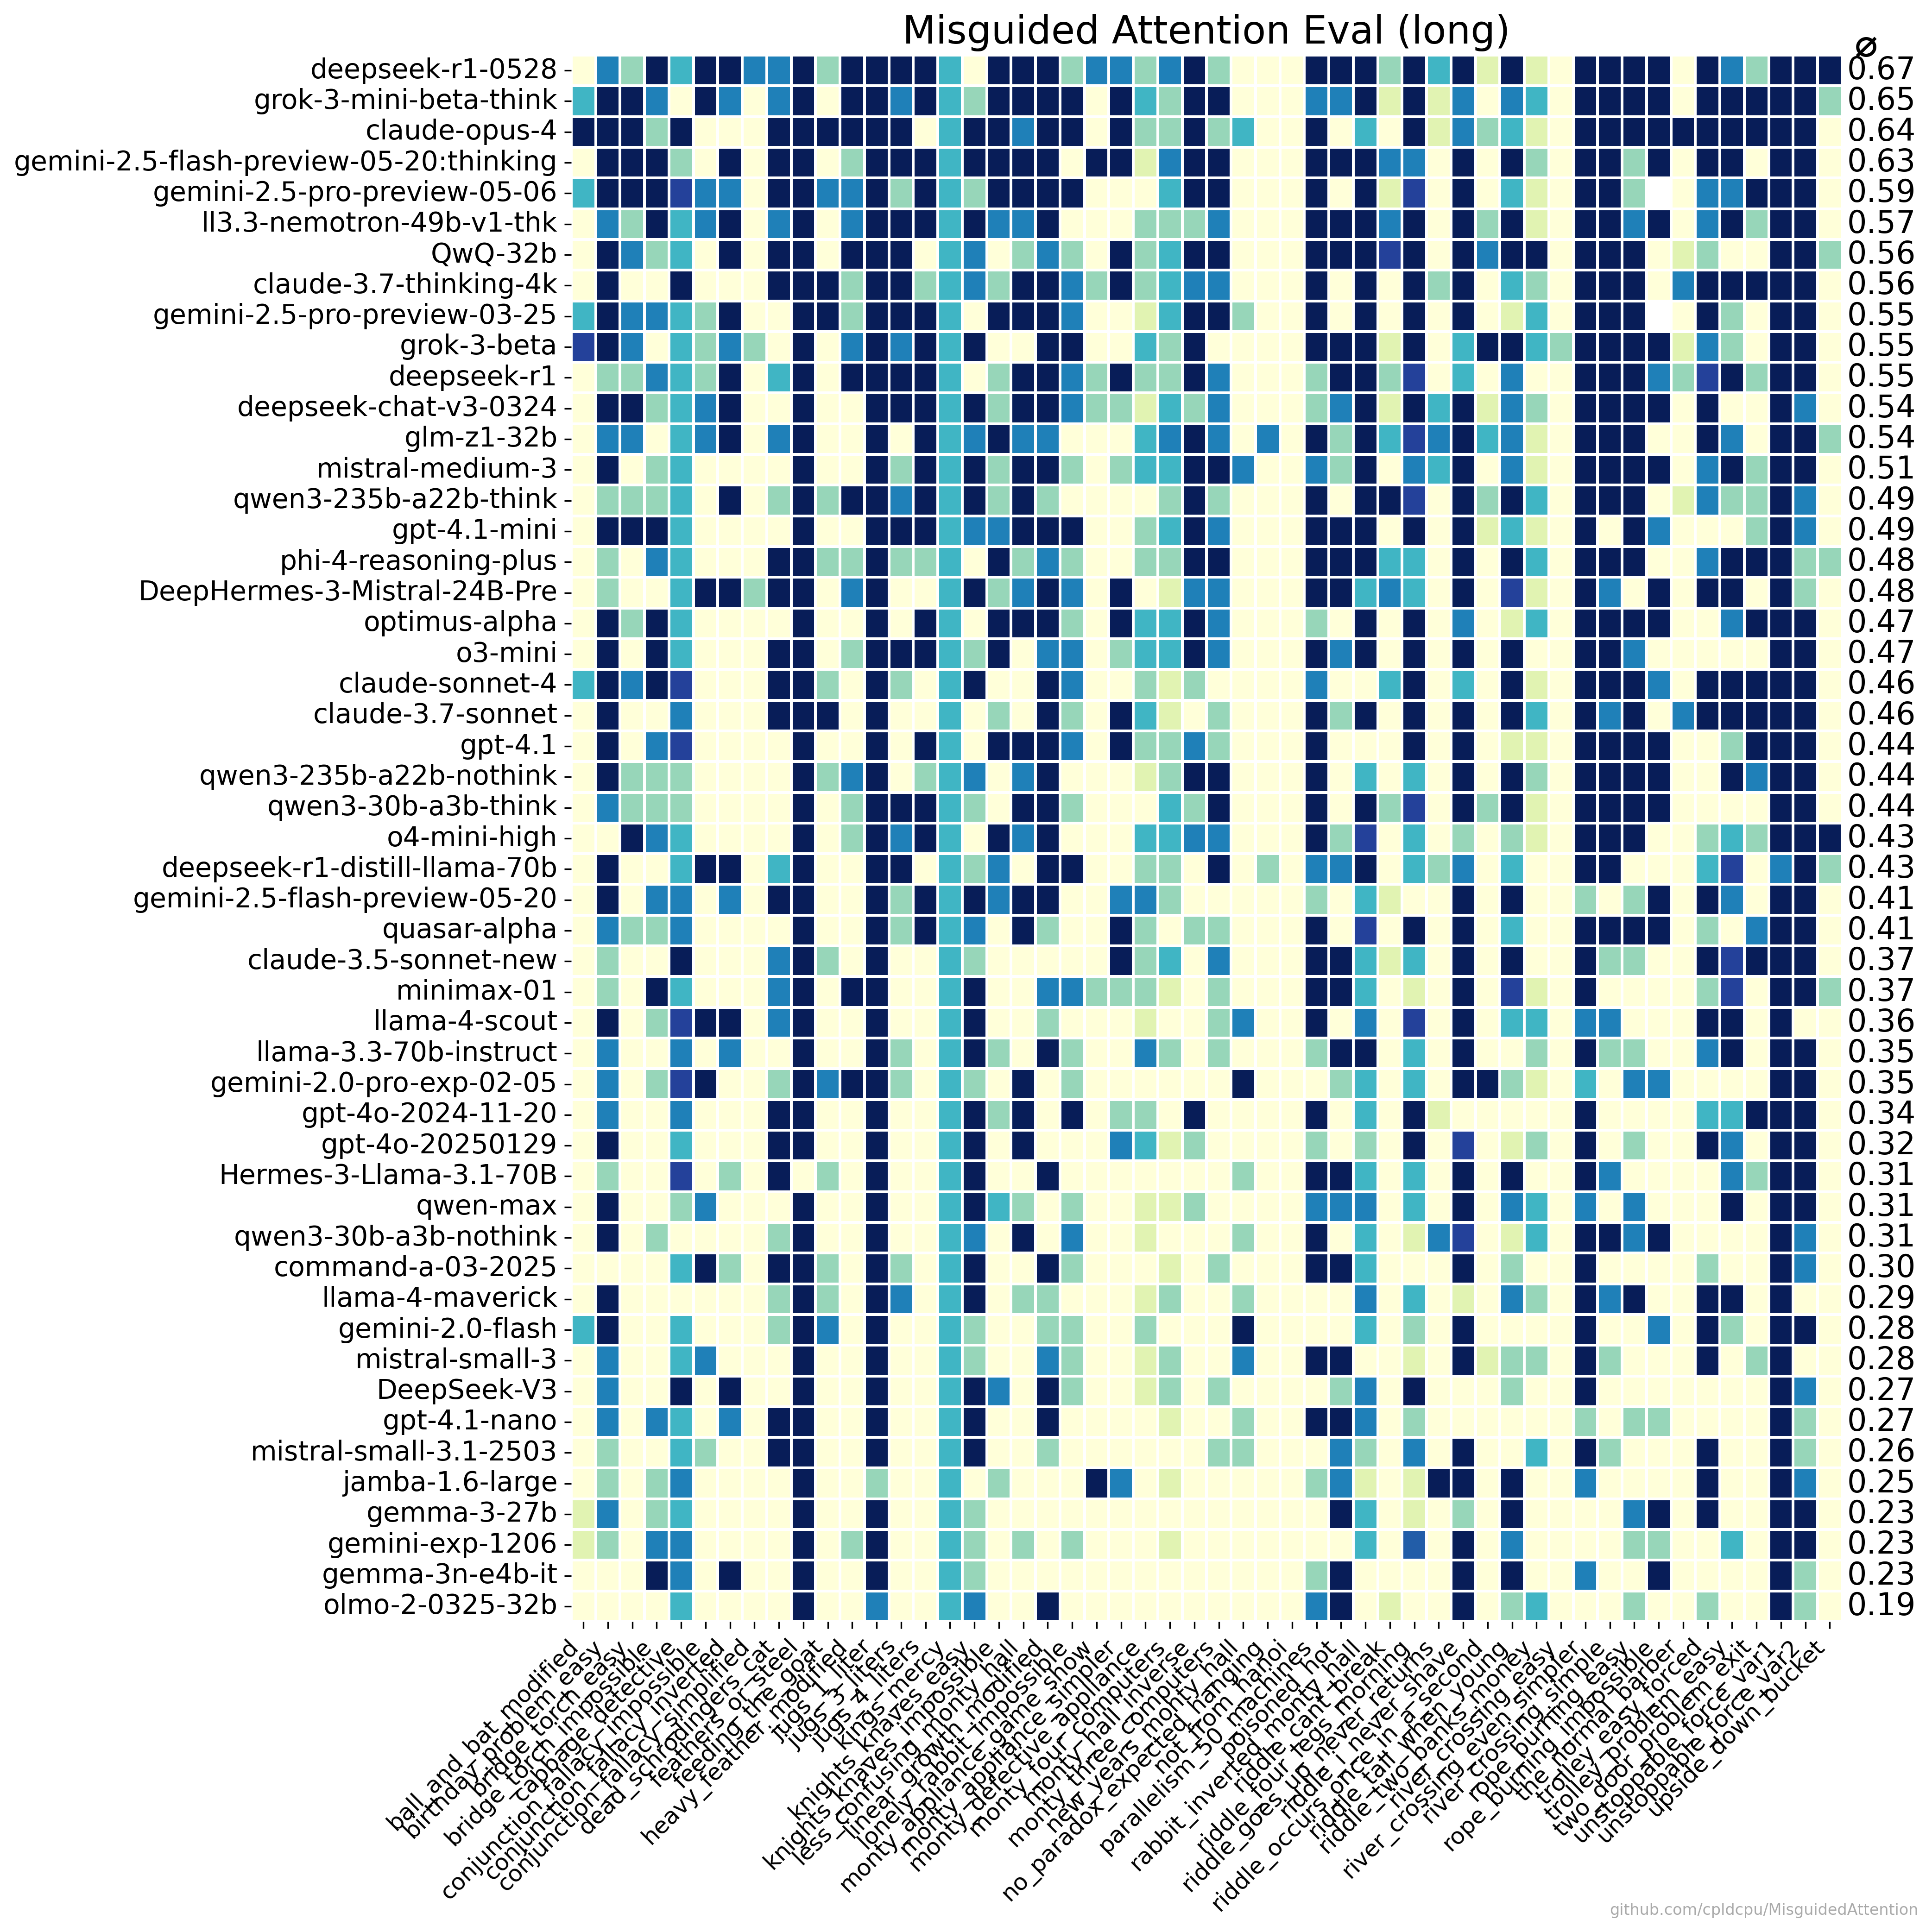 Misguided Attention Eval (long)
⌀
deepseek-r1-0528 0.67
grok-3-mini-beta-think 0.65
claude-opus-4 0.64
gemini-2.5-flash-preview-05-20:thinking 0.63
gemini-2.5-pro-preview-05-06 0.59
ll3.3-nemotron-49b-v1-thk 0.57
QwQ-32b 0.56
claude-3.7-thinking-4k 0.56
gemini-2.5-pro-preview-03-25 0.55
grok-3-beta 0.55
deepseek-r1 0.55
deepseek-chat-v3-0324 0.54
glm-z1-32b 0.54
mistral-medium-3 0.51
qwen3-235b-a22b-think 0.49
gpt-4.1-mini 0.49
phi-4-reasoning-plus 0.48
DeepHermes-3-Mistral-24B-Pre 0.48
optimus-alpha 0.47
o3-mini 0.47
claude-sonnet-4 0.46
claude-3.7-sonnet 0.46
gpt-4.1 0.44
qwen3-235b-a22b-nothink 0.44
qwen3-30b-a3b-think 0.44
o4-mini-high 0.43
deepseek-r1-distill-llama-70b 0.43
gemini-2.5-flash-preview-05-20 0.41
quasar-alpha 0.41
claude-3.5-sonnet-new 0.37
minimax-01 0.37
llama-4-scout 0.36
llama-3.3-70b-instruct 0.35
gemini-2.0-pro-exp-02-05 0.35
gpt-4o-2024-11-20 0.34
gpt-4o-20250129 0.32
Hermes-3-Llama-3.1-70B 0.31
qwen-max 0.31
qwen3-30b-a3b-nothink 0.31
command-a-03-2025 0.30
llama-4-maverick 0.29
gemini-2.0-flash 0.28
mistral-small-3 0.28
DeepSeek-V3 0.27
gpt-4.1-nano 0.27
mistral-small-3.1-2503 0.26
jamba-1.6-large 0.25
gemma-3-27b 0.23
gemini-exp-1206 0.23
gemma-3n-e4b-it 0.23
olmo-2-0325-32b 0.19
ball_and_bat_modified
birthday_problem_easy
bridge_torch_easy
bridge_torch_impossible
cabbage_detective
conjunction_fallacy_impossible
conjunction_fallacy_inverted
conjunction_fallacy_simplified
dead_schrodingers_cat
feathers_or_steel
feeding_the_goat
heavy_feather_modified
jugs_1_liter
jugs_3_liters
jugs_4_liters
kings_mercy
knights_knaves_easy
knights_knaves_impossible
less_confusing_monty_hall
linear_growth_modified
lonely_rabbit_impossible
monty_appliance_game_show
monty_appliance_simpler
monty_defective_appliance
monty_four_computers
monty_hall_inverse
monty_three_computers
new_years_monty_hall
no_paradox_expected_hanging
not_from_hanoi
parallelism_50_machines
rabbit_inverted_poisoned_hot
riddle_monty_hall
riddle_cant_break
riddle_four_legs_morning
riddle_goes_up_never_returns
riddle_i_never_shave
riddle_occurs_once_in_a_second
riddle_tall_when_young
riddle_two_banks_money
river_crossing_easy
river_crossing_even_simpler
river_crossing_simple
rope_burning_easy
rope_burning_impossible
the_normal_barber
trolley_easy_forced
trolley_problem_easy
two_door_problem_exit
unstoppable_force_var1
unstoppable_force_var2
upside_down_bucket
github.com/cpldcpu/MisguidedAttention